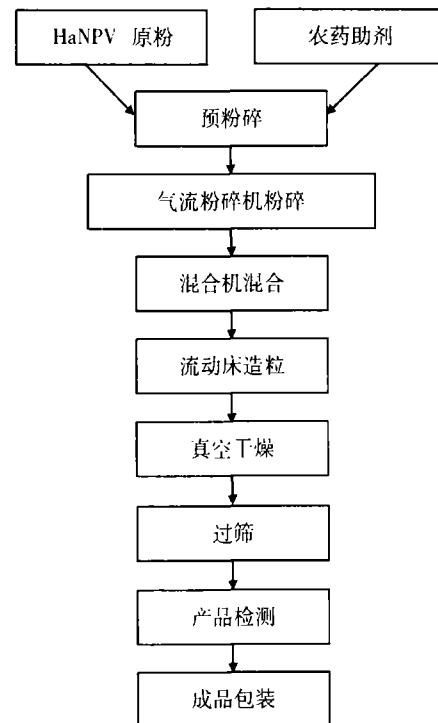 HaNPV 原粉
农药助剂
预粉碎
气流粉碎机粉碎
混合机混合
流动床造粒
真空干燥
过筛
产品检测
成品包装